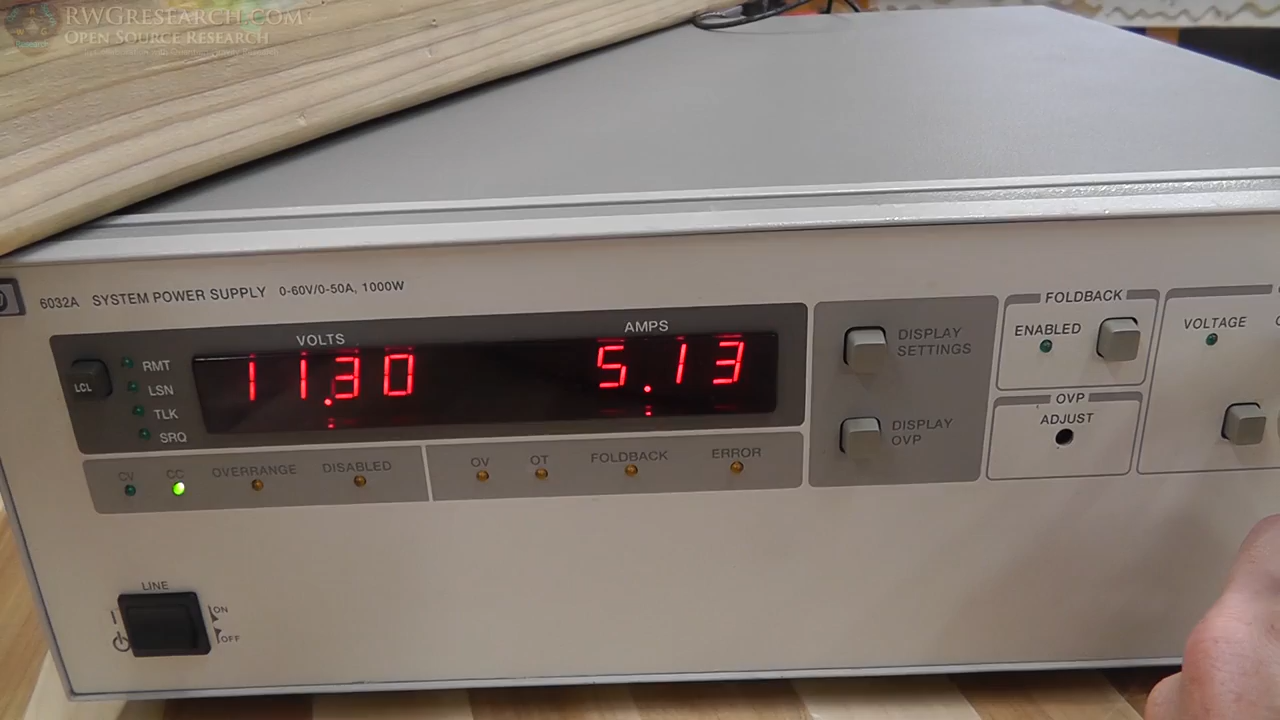 RWGresearch.com
Open Source Research
6032A SYSTEM POWER SUPPLY 0-60V/0-50A, 1000W
VOLTS
AMPS
LCL
RMT
LSN
TLK
SRQ
11.30
5.13
CV
CC
OVERRANGE
DISABLED
OV
OT
FOLDBACK
ERROR
DISPLAY
SETTINGS
DISPLAY
OVP
FOLDBACK
ENABLED
OVP
ADJUST
VOLTAGE
LINE
ON
OFF